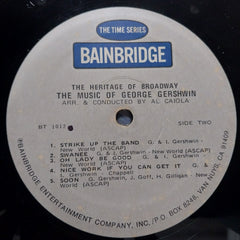 THE TIME SERIES
BAINBRIDGE
THE HERITAGE OF BROADWAY
THE MUSIC OF GEORGE GERSHWIN
ARR. & CONDUCTED BY AL CAIOLA
BT 1012
SIDE TWO
1. STRIKE UP THE BAND G. & I. Gershwin -
New World (ASCAP)
2. SWANEE G. & I. Gershwin - New World (ASCAP)
3. OH LADY BE GOOD G. & I. Gershwin -
New World (ASCAP)
4. NICE WORK IF YOU CAN GET IT G. &
I. Gershwin - Chappell
5. SOON G. Gershwin, J. Goff, H. Gilligan -
New World (ASCAP)
℗BAINBRIDGE ENTERTAINMENT COMPANY, INC./P.O. BOX 8248, VAN NUYS, CA 91409